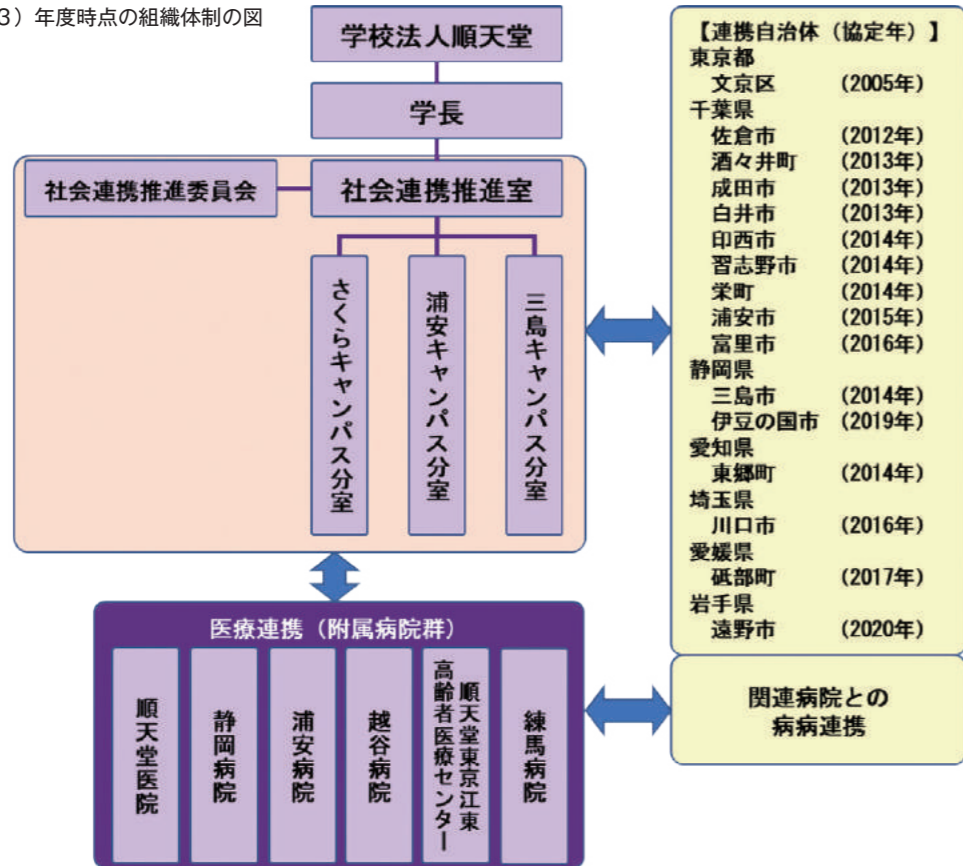 3）年度時点の組織体制の図
学校法人順天堂
学長
社会連携推進委員会
社会連携推進室
さくらキャンパス分室
浦安キャンパス分室
三島キャンパス分室
【連携自治体（協定年）】
東京都
文京区 （2005年）
千葉県
佐倉市 （2012年）
酒々井町 （2013年）
成田市 （2013年）
白井市 （2013年）
印西市 （2014年）
習志野市 （2014年）
栄町 （2014年）
浦安市 （2015年）
富里市 （2016年）
静岡県
三島市 （2014年）
伊豆の国市 （2019年）
愛知県
東郷町 （2014年）
埼玉県
川口市 （2016年）
愛媛県
砥部町 （2017年）
岩手県
遠野市 （2020年）
医療連携（附属病院群）
順天堂医院
静岡病院
浦安病院
越谷病院
順天堂東京江東
高齢者医療センター
練馬病院
関連病院との
病病連携